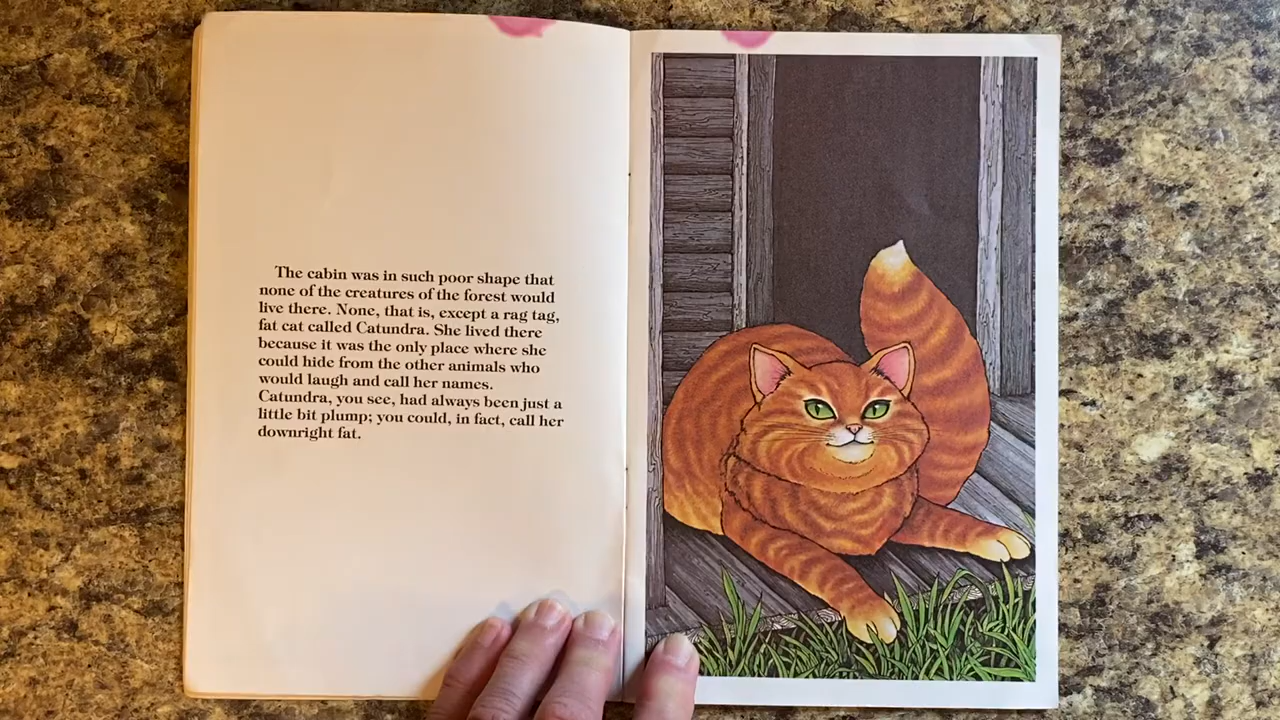 The cabin was in such poor shape that
none of the creatures of the forest would
live there. None, that is, except a rag tag,
fat cat called Catundra. She lived there
because it was the only place where she
could hide from the other animals who
would laugh and call her names.
Catundra, you see, had always been just a
little bit plump; you could, in fact, call her
downright fat.